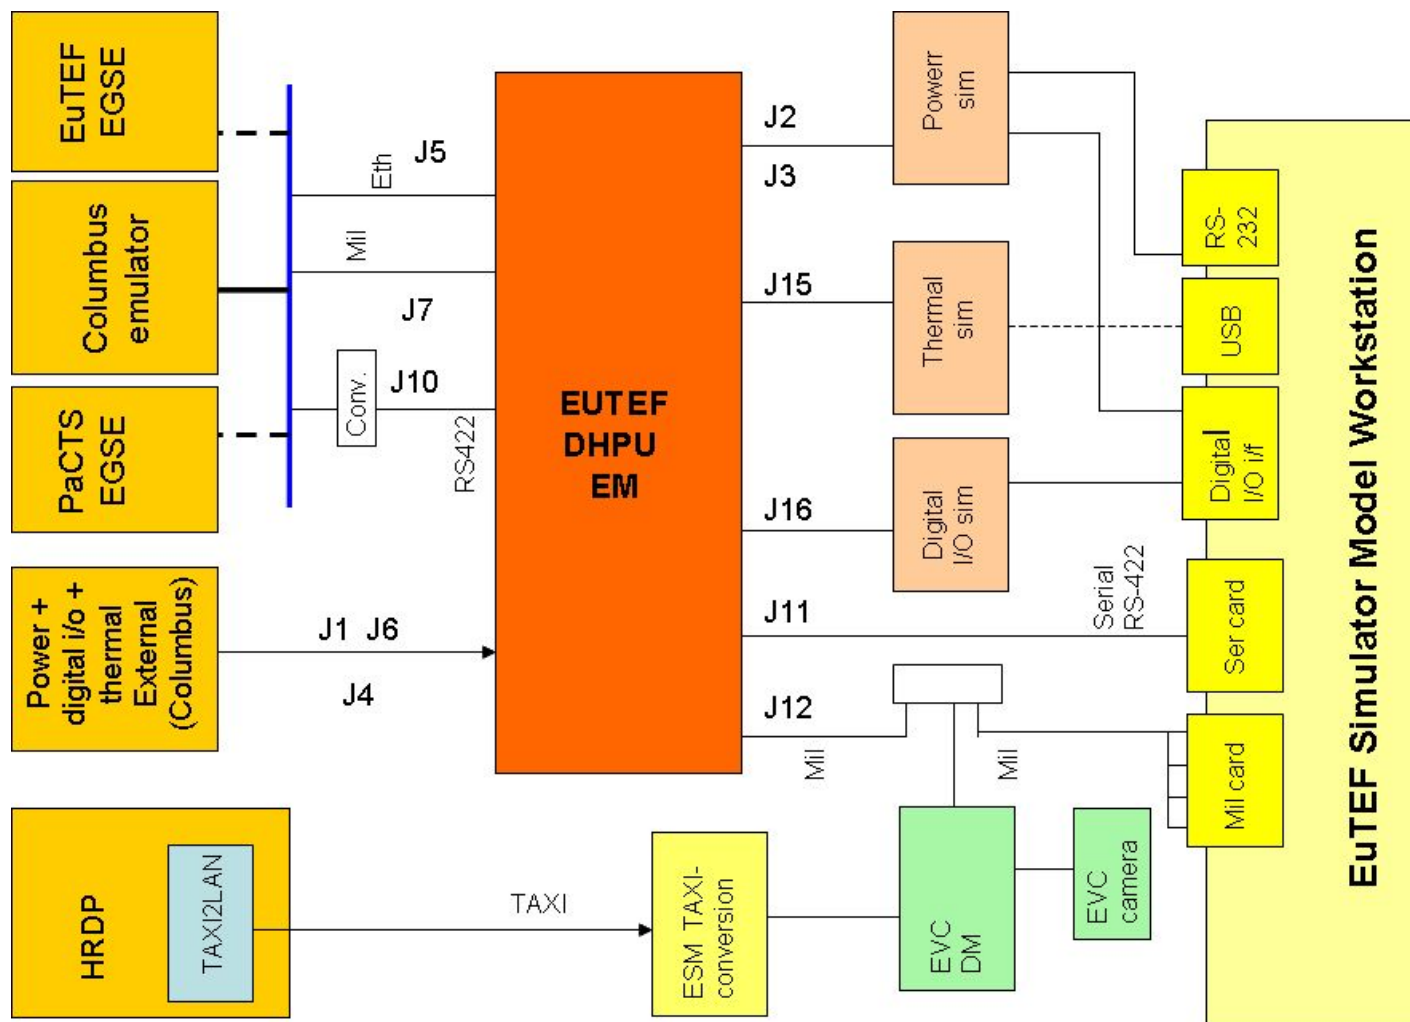 EuTEF
EGSE
Columbus
emulator
PaCTS
EGSE
Power +
digital i/o +
thermal
External
(Columbus)
HRDP
TAXI2LAN
Eth
J5
Mil
J7
Conv.
J10
RS422
J1 J6
J4
TAXI
EUTEF
DHPU
EM
J2
J3
J15
J16
J11
J12
Mil
Mil
Powerr
sim
Thermal
sim
Digital
I/O sim
Serial
RS-422
ESM TAXI-
conversion
EVC
DM
EVC
camera
RS-
232
USB
Digital
I/O i/f
Ser card
Mil card
EuTEF Simulator Model Workstation